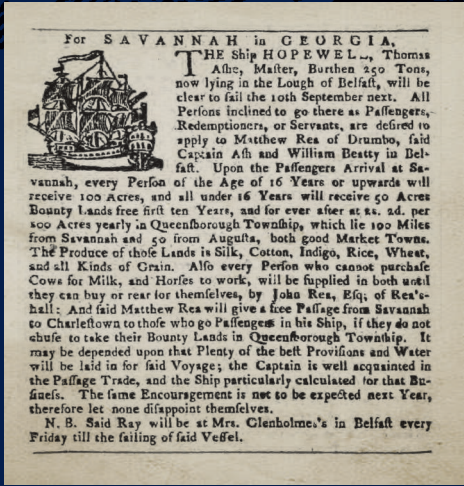 For SAVANNAH in GEORGIA,
THE Ship HOPEWELL, Thomas
Ashe, Master, Burthen 250 Tons,
now lying in the Lough of Belfast, will be
clear to sail the 10th September next. All
Persons inclined to go there as Passengers,
Redemptioners, or Servants, are desired to
apply to Matthew Rea of Drumbo, said
Captain Ash and William Beatty in Bel-
fast. Upon the Passengers Arrival at Sa-
vannah, every Person of the Age of 16 Years or upwards will
receive 100 Acres, and all under 16 Years will receive 50 Acres
Bounty Lands free first ten Years, and for ever after at 2d. per
100 Acres yearly in Queensborough Township, which lie 100 Miles
from Savannah and 50 from Augusta, both good Market Towns.
The Produce of those Lands is Silk, Cotton, Indigo, Rice, Wheat,
and all Kinds of Grain. Also every Person who cannot purchase
Cows for Milk, and Horses to work, will be supplied in both until
they can buy or rear for themselves, by John Rea, Esq; of Rea's-
hall: And said Matthew Rea will give a free Passage from Savannah
to Charlestown to those who go Passengers in his Ship, if they do not
chuse to take their Bounty Lands in Queensborough Township. It
may be depended upon that Plenty of the best Provisions and Water
will be laid in for said Voyage; the Captain is well acquainted in
the Passage Trade, and the Ship particularly calculated for that Bu-
siness. The same Encouragement is not to be expected next Year,
therefore let none disappoint themselves.
N. B. Said Ray will be at Mrs. Glenholme's in Belfast every
Friday till the sailing of said Vessel.